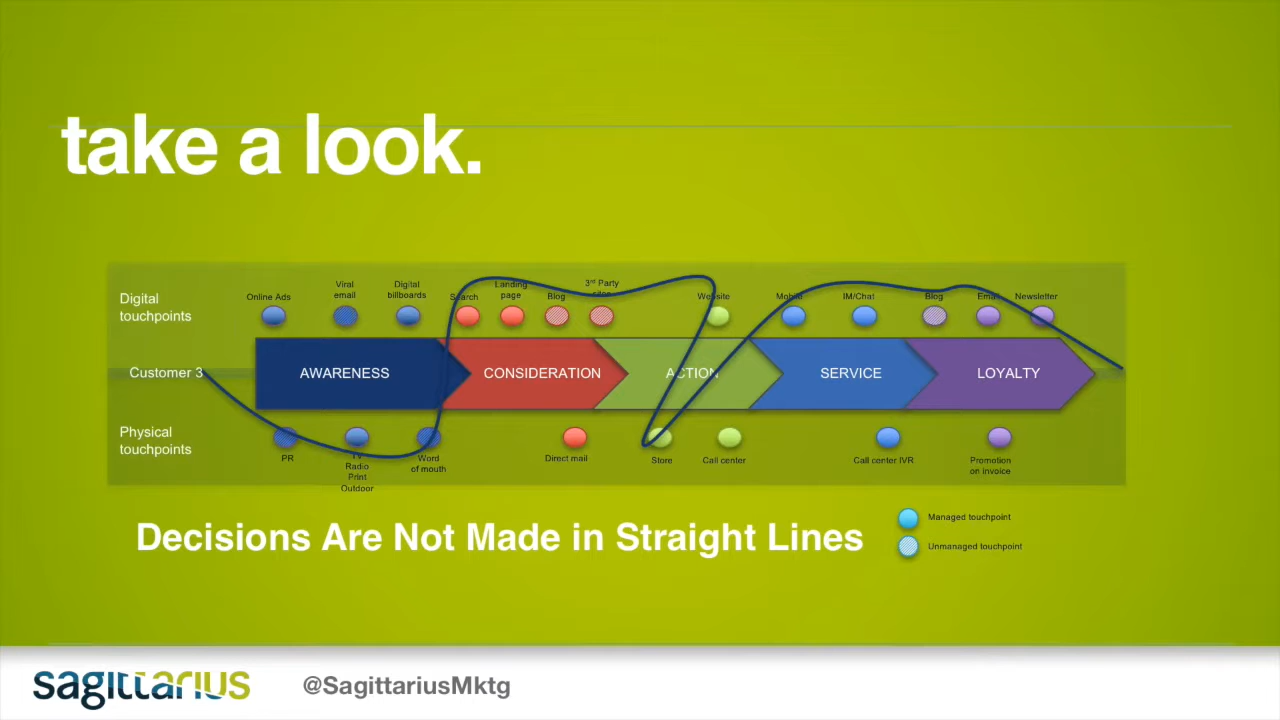 take a look.
Digital
touchpoints
Online Ads
Viral
email
Digital
billboards
Search
Landing
page
Blog
3rd Party
sites
Website
Mobile
IM/Chat
Blog
Email
Newsletter
Customer 3
AWARENESS
CONSIDERATION
ACTION
SERVICE
LOYALTY
Physical
touchpoints
PR
TV
Radio
Print
Outdoor
Word
of mouth
Direct mail
Store
Call center
Call center IVR
Promotion
on invoice
Decisions Are Not Made in Straight Lines
Managed touchpoint
Unmanaged touchpoint
sagittarius
@SagittariusMktg